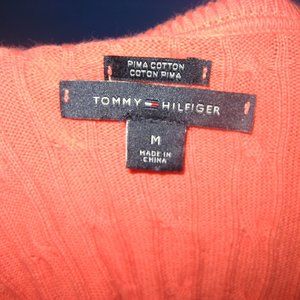 PIMA COTTON
COTON PIMA
TOMMY HILFIGER
M
MADE IN
CHINA